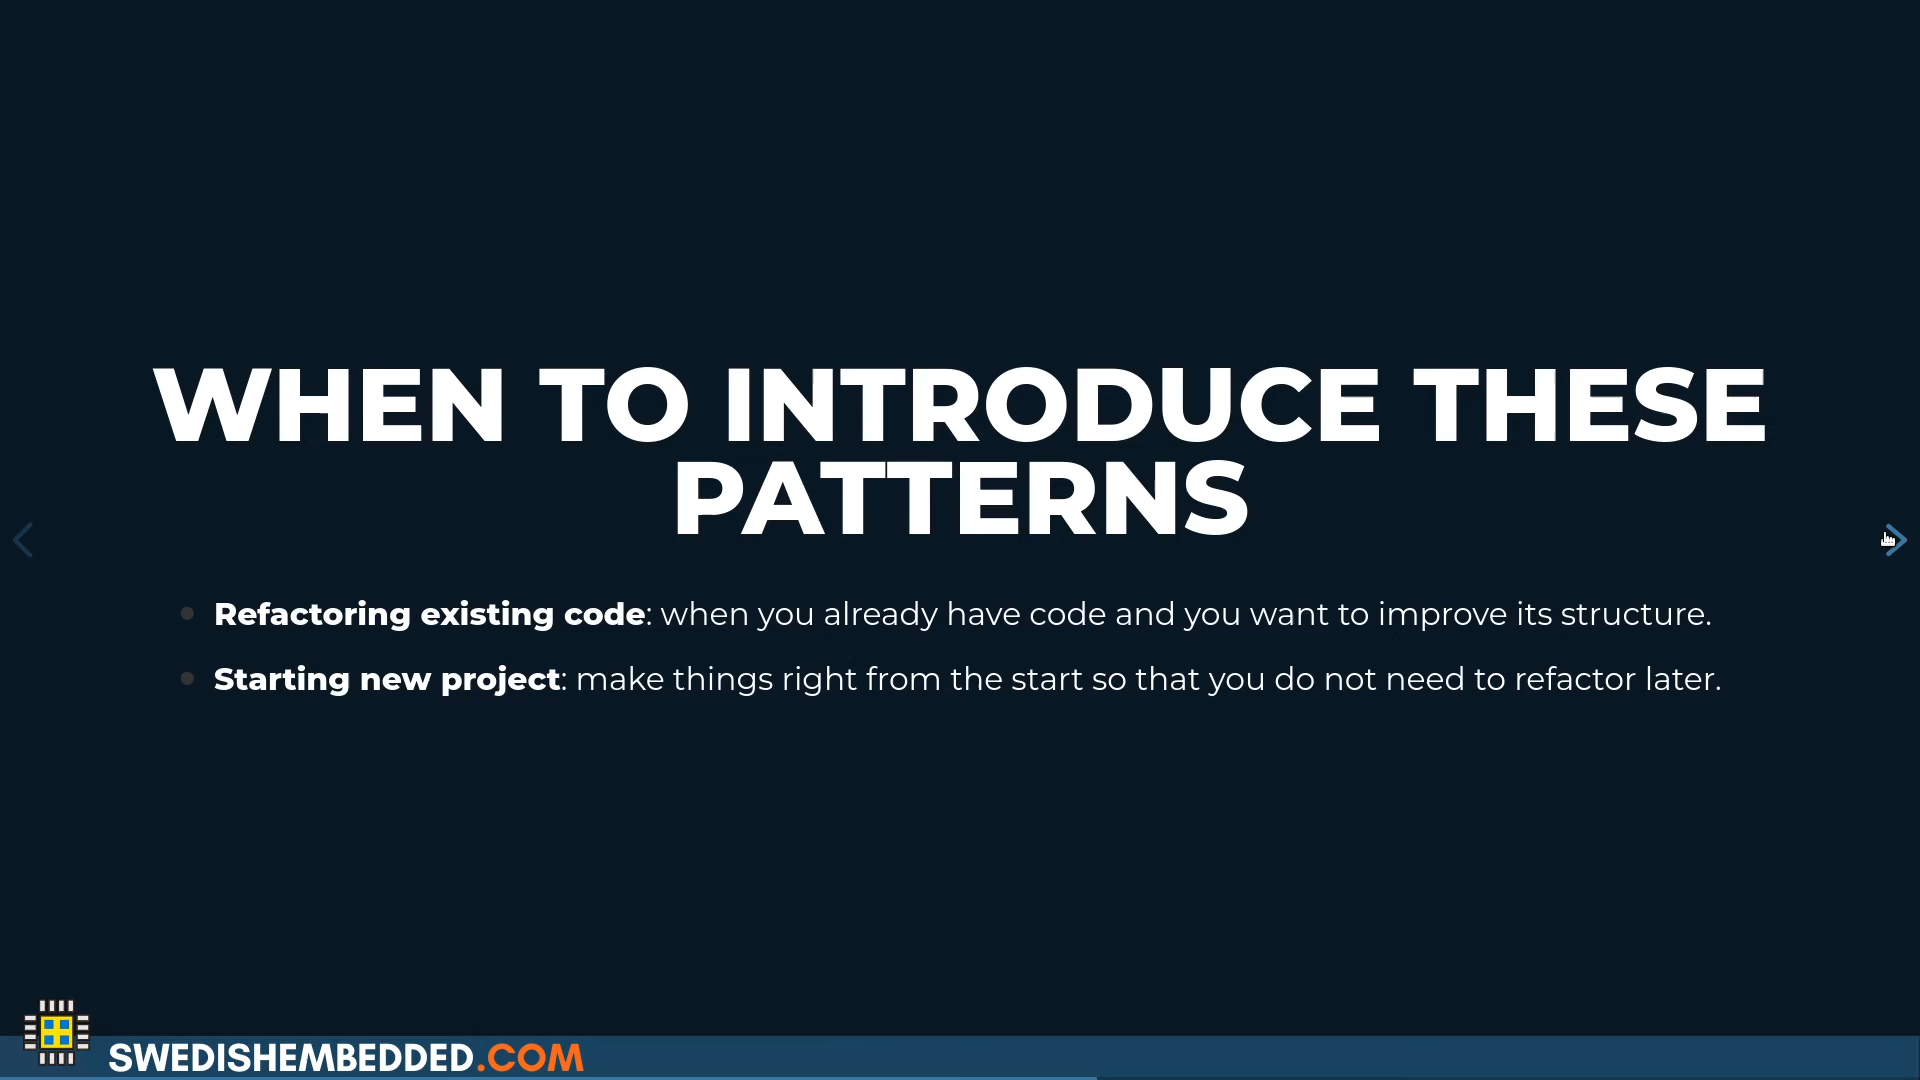 WHEN TO INTRODUCE THESE
PATTERNS
Refactoring existing code: when you already have code and you want to improve its structure.
Starting new project: make things right from the start so that you do not need to refactor later.
SWEDISHEMBEDDED.COM